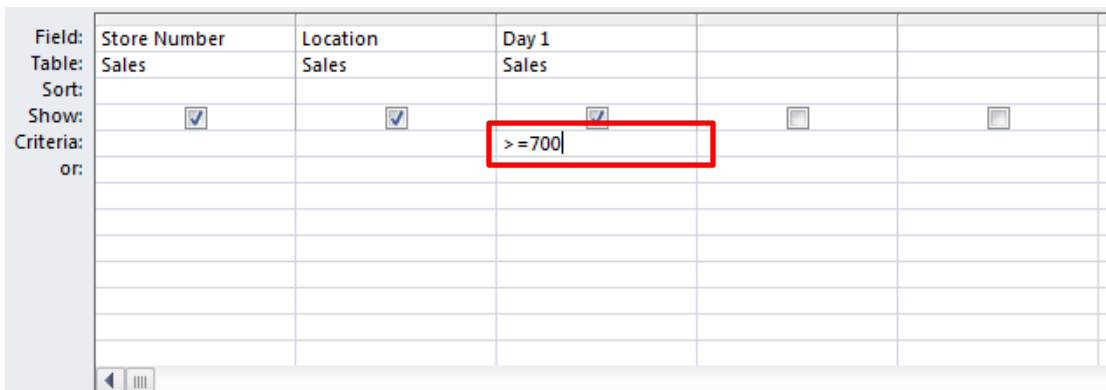 Field: Store Number Location Day 1
Table: Sales Sales Sales
Sort:
Show:
Criteria: >=700
or: